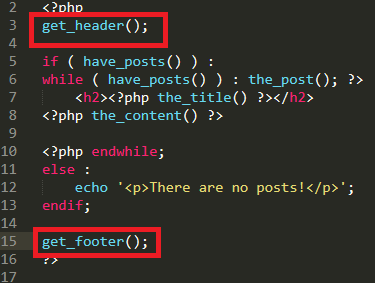 2 <?php
3 get_header();
4
5 if ( have_posts() ) :
6 while ( have_posts() ) : the_post(); ?>
7 <h2><?php the_title() ?></h2>
8 <?php the_content() ?>
9
10 <?php endwhile;
11 else :
12 echo '<p>There are no posts!</p>';
13 endif;
14
15 get_footer();
16 ?>
17